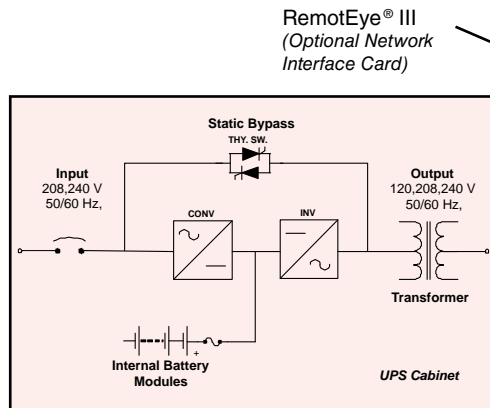 RemotEye® III
(Optional Network
Interface Card)
Static Bypass
THY. SW.
Input
208,240 V
50/60 Hz,
Output
120,208,240 V
50/60 Hz,
CONV
INV
Transformer
+
Internal Battery
Modules
UPS Cabinet